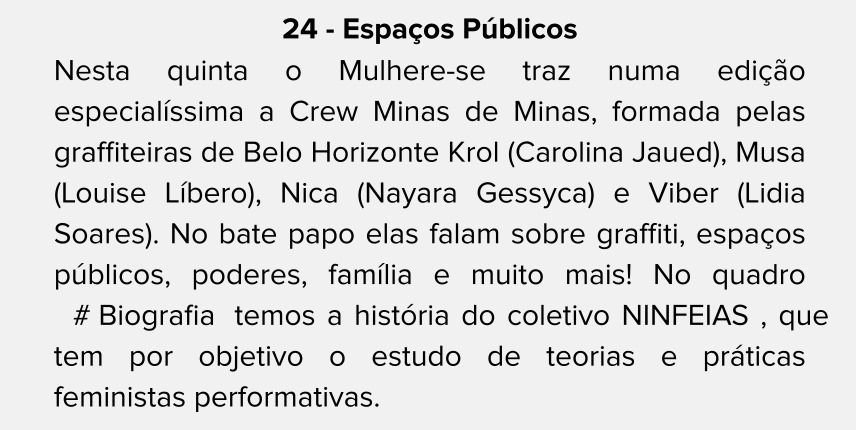 24 - Espaços Públicos
Nesta quinta o Mulhere-se traz numa edição
especialíssima a Crew Minas de Minas, formada pelas
graffiteiras de Belo Horizonte Krol (Carolina Jaued), Musa
(Louise Líbero), Nica (Nayara Gessyca) e Viber (Lidia
Soares). No bate papo elas falam sobre graffiti, espaços
públicos, poderes, família e muito mais! No quadro
# Biografia temos a história do coletivo NINFEIAS , que
tem por objetivo o estudo de teorias e práticas
feministas performativas.